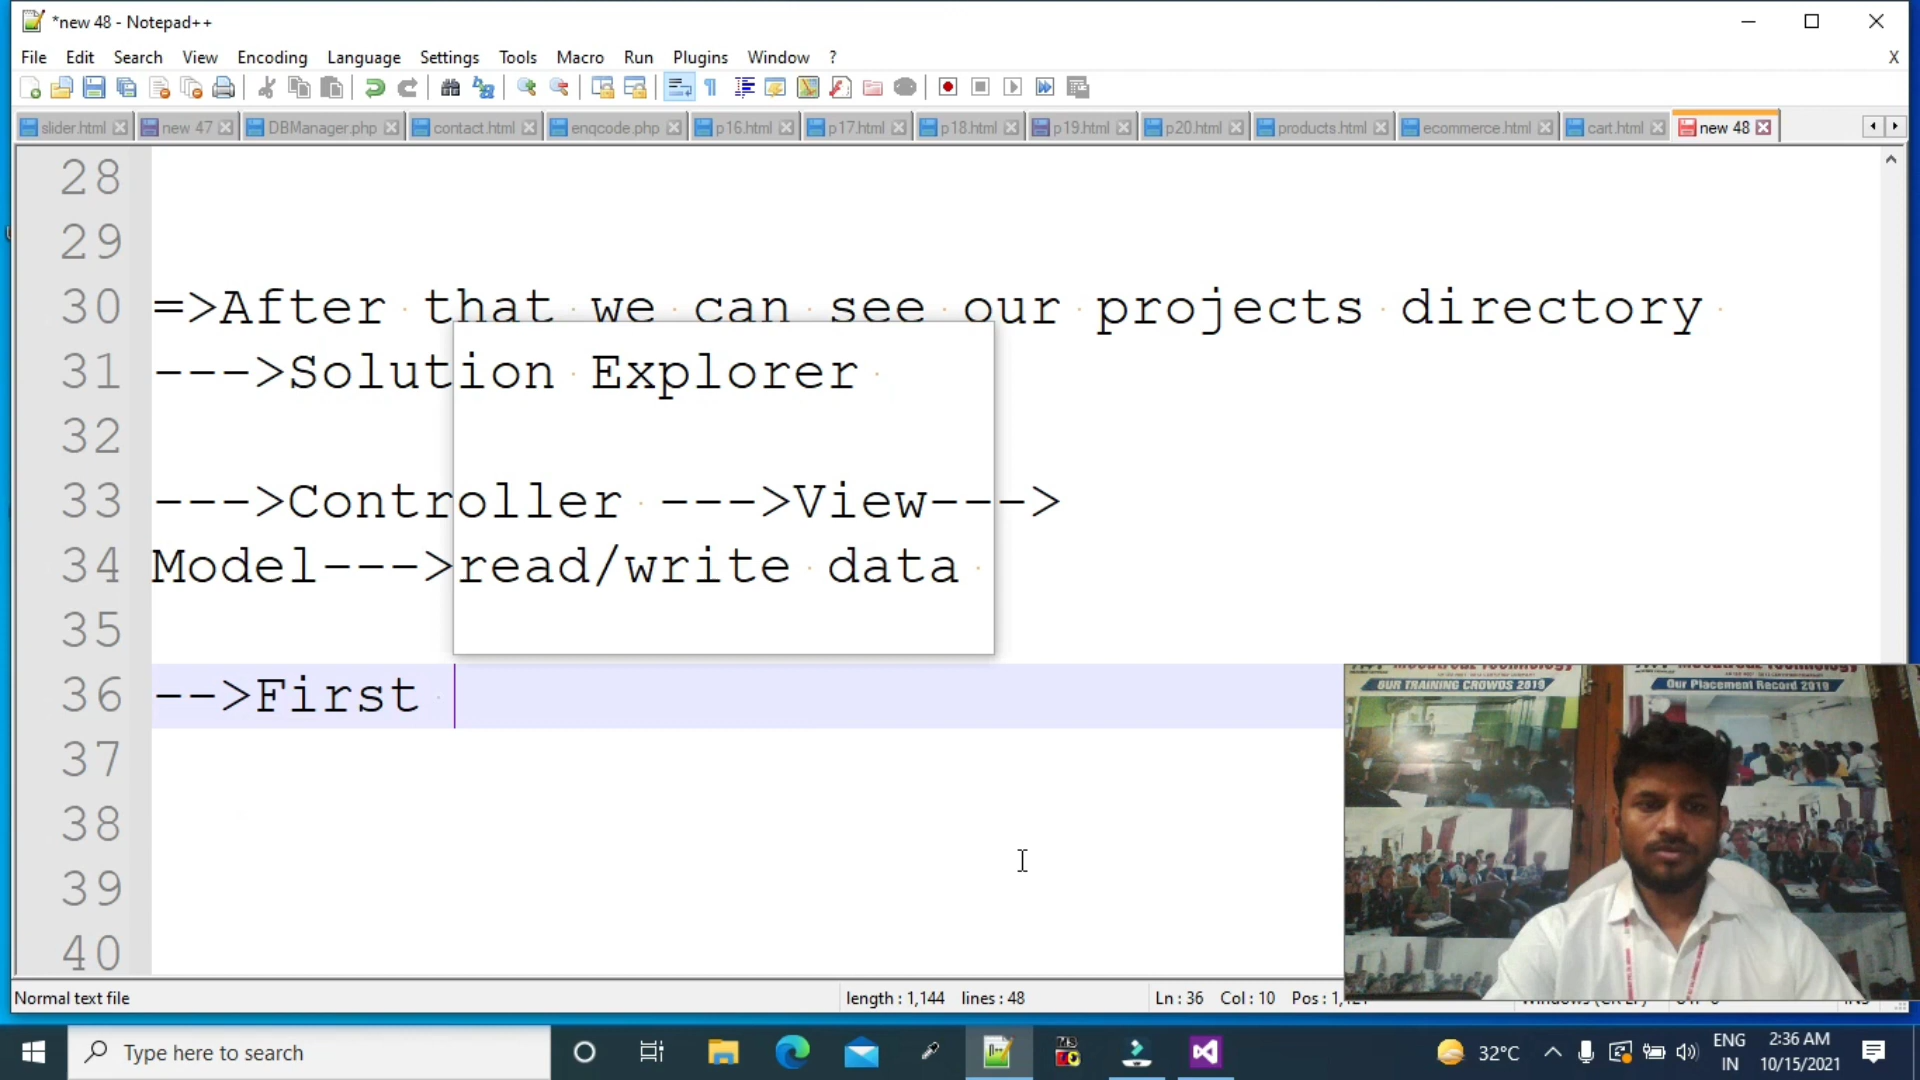 *new 48 - Notepad++
File Edit Search View Encoding Language Settings Tools Macro Run Plugins Window ? X
slider.html new 47 DBManager.php contact.html enqcode.php p16.html p17.html p18.html p19.html p20.html products.html ecommerce.html cart.html new 48
28
29
30 =>After that we can see our projects directory
31 --->Solution Explorer
32
33 --->Controller --->View--->
34 Model--->read/write data
35
36 -->First
37
38
39
40
OUR TRAINING CROWDS 2019
Our Placement Record 2019
Normal text file length : 1,144 lines : 48 Ln : 36 Col : 10 Pos : 1,
Type here to search
32°C
ENG
IN
2:36 AM
10/15/2021